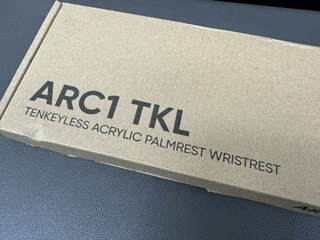 ARC1 TKL
TENKEYLESS ACRYLIC PALMREST WRISTREST